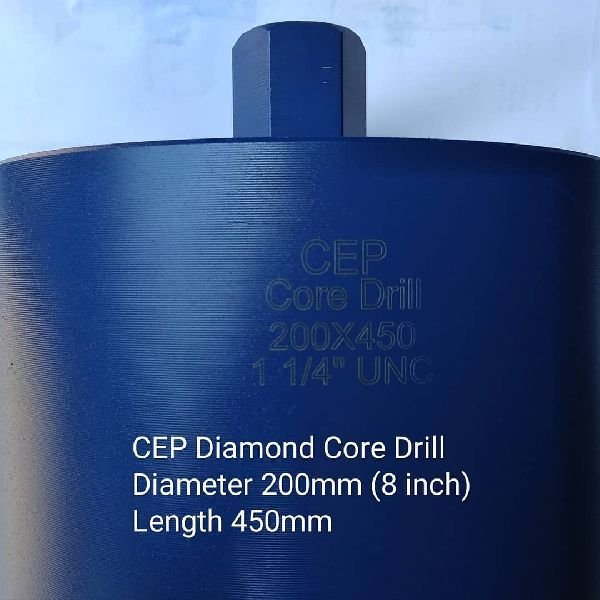 CEP
Core Drill
200X450
1 1/4" UNC
CEP Diamond Core Drill
Diameter 200mm (8 inch)
Length 450mm